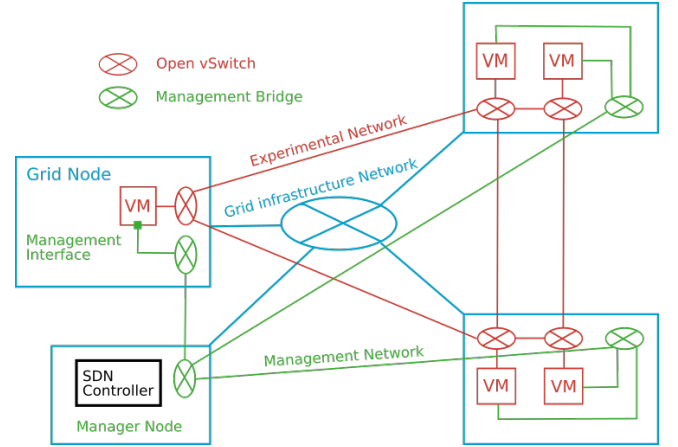 VM
VM
Open vSwitch
Management Bridge
Experimental Network
Grid Node
Grid infrastructure Network
VM
Management
Interface
Management Network
SDN
Controller
VM
VM
Manager Node